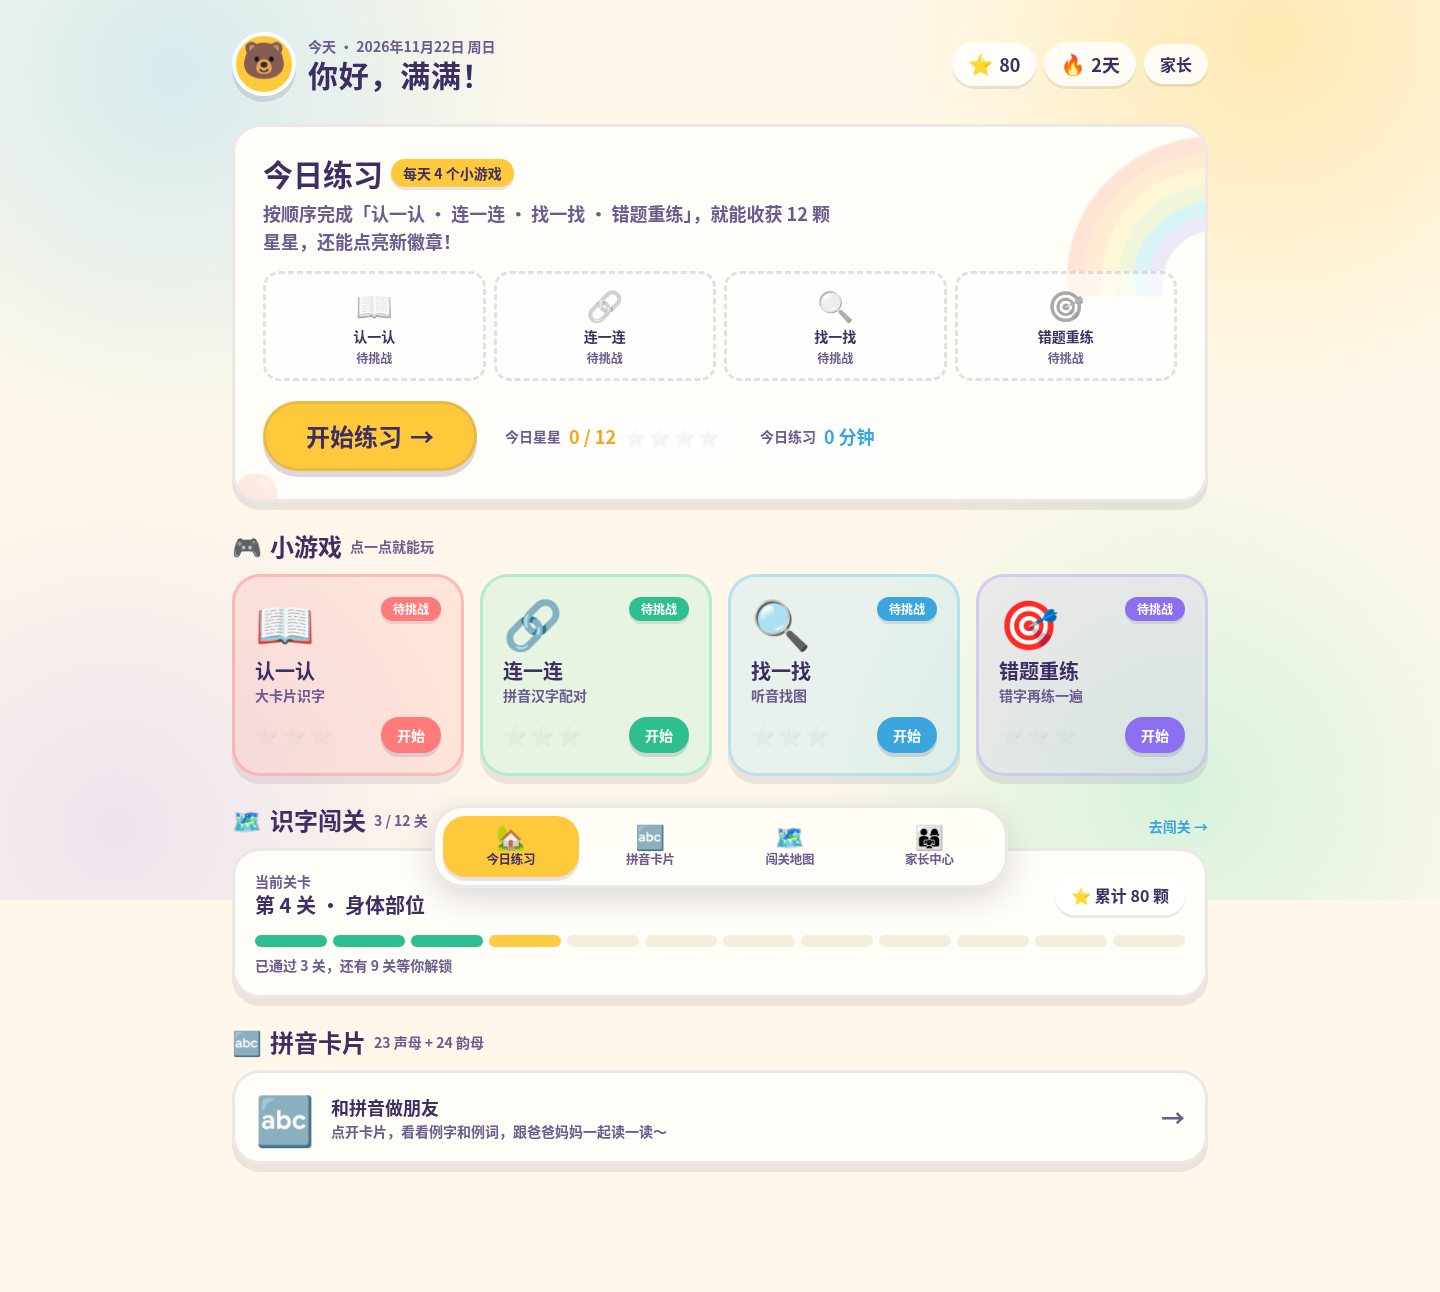 今天 · 2026年11月22日 周日
你好，满满！
80
2天
家长
今日练习
每天 4 个小游戏
按顺序完成「认一认 · 连一连 · 找一找 · 错题重练」，就能收获 12 颗
星星，还能点亮新徽章！
认一认
待挑战
连一连
待挑战
找一找
待挑战
错题重练
待挑战
开始练习 →
今日星星 0 / 12
今日练习 0 分钟
小游戏 点一点就能玩
待挑战
认一认
大卡片识字
开始
待挑战
连一连
拼音汉字配对
开始
待挑战
找一找
听音找图
开始
待挑战
错题重练
错字再练一遍
开始
识字闯关 3 / 12 关
去闯关 →
今日练习
abc
拼音卡片
闯关地图
家长中心
当前关卡
第 4 关 · 身体部位
累计 80 颗
已通过 3 关，还有 9 关等你解锁
abc 拼音卡片 23 声母 + 24 韵母
abc
和拼音做朋友
点开卡片，看看例字和例词，跟爸爸妈妈一起读一读～
→